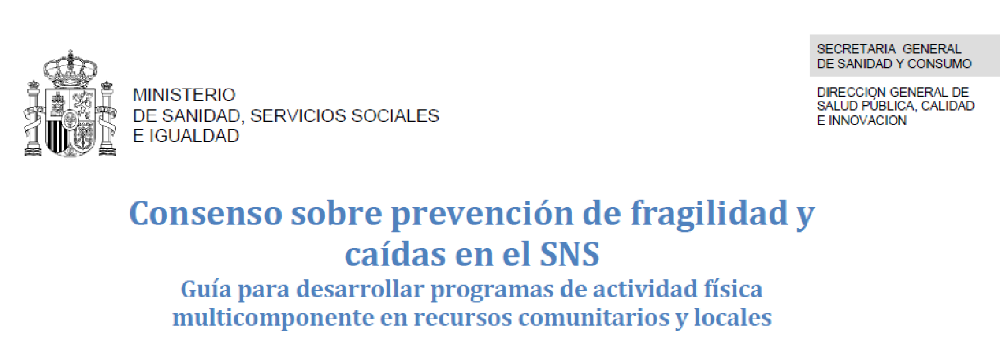 SECRETARIA GENERAL
DE SANIDAD Y CONSUMO
DIRECCION GENERAL DE
SALUD PÚBLICA, CALIDAD
E INNOVACION
MINISTERIO
DE SANIDAD, SERVICIOS SOCIALES
E IGUALDAD
Consenso sobre prevención de fragilidad y
caídas en el SNS
Guía para desarrollar programas de actividad física
multicomponente en recursos comunitarios y locales